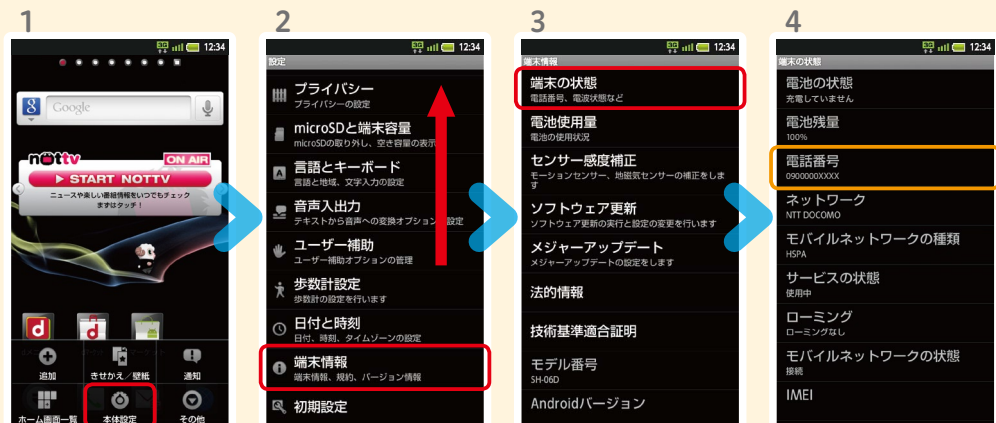 1
3G
12:34
8
Google
nottv
ON AIR
START NOTTV
ニュースや楽しい番組情報をいつでもチェック
まずはタッチ！
d
d
追加
きせかえ／壁紙
通知
ホーム画面一覧
本体設定
その他
2
3G
12:34
設定
プライバシー
プライバシーの設定
microSDと端末容量
microSDの取り外し、空き容量の表示
言語とキーボード
言語と地域、文字入力の設定
音声入出力
テキストから音声への変換オプション 設定
ユーザー補助
ユーザー補助オプションの管理
歩数計設定
歩数計の設定を行います
日付と時刻
日付、時刻、タイムゾーンの設定
端末情報
端末情報、規約、バージョン情報
初期設定
3
3G
12:34
端末情報
端末の状態
電話番号、電波状態など
電池使用量
電池の使用状況
センサー感度補正
モーションセンサー、地磁気センサーの補正をしま
す
ソフトウェア更新
ソフトウェア更新の実行と設定の変更を行います
メジャーアップデート
メジャーアップデートの設定をします
法的情報
技術基準適合証明
モデル番号
SH-06D
Androidバージョン
4
3G
12:34
端末の状態
電池の状態
充電していません
電池残量
100%
電話番号
0900000XXXX
ネットワーク
NTT DOCOMO
モバイルネットワークの種類
HSPA
サービスの状態
使用中
ローミング
ローミングなし
モバイルネットワークの状態
接続
IMEI